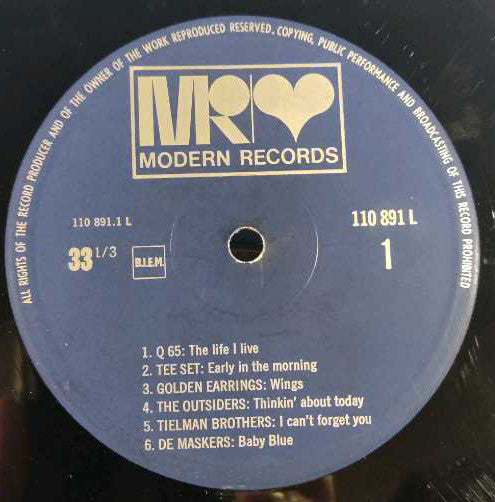 ALL RIGHTS OF THE RECORD PRODUCER AND OF THE OWNER OF THE WORK REPRODUCED RESERVED. COPYING, PUBLIC PERFORMANCE AND BROADCASTING OF THIS RECORD PROHIBITED
MR
MODERN RECORDS
110 891.1 L
110 891 L
33 1/3
B.I.E.M.
1
1. Q 65: The life I live
2. TEE SET: Early in the morning
3. GOLDEN EARRINGS: Wings
4. THE OUTSIDERS: Thinkin' about today
5. TIELMAN BROTHERS: I can't forget you
6. DE MASKERS: Baby Blue